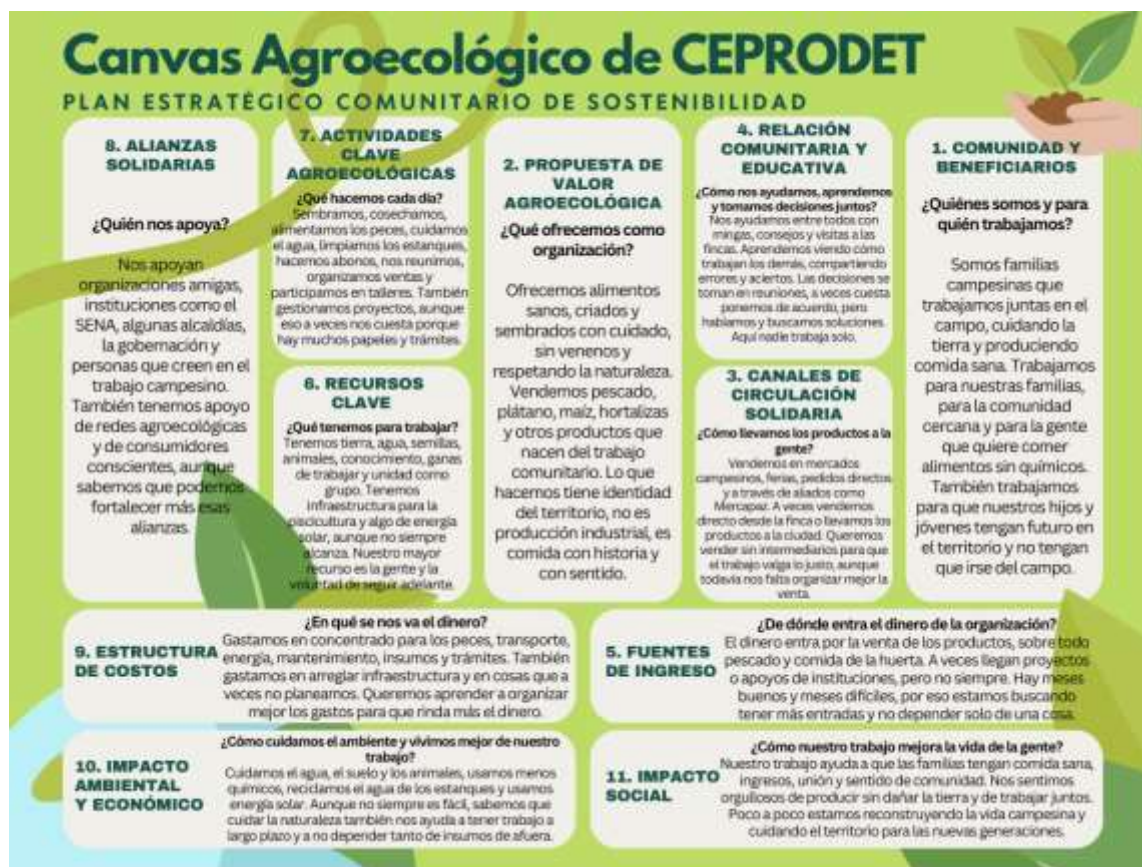 Canvas Agroecológico de CEPRODET
PLAN ESTRATÉGICO COMUNITARIO DE SOSTENIBILIDAD
8. ALIANZAS
SOLIDARIAS
¿Quién nos apoya?
Nos apoyan
organizaciones amigas,
instituciones como el
SENA, algunas alcaldías,
la gobernación y
personas que creen en el
trabajo campesino.
También tenemos apoyo
de redes agroecológicas
y de consumidores
conscientes, aunque
sabemos que podemos
fortalecer más esas
alianzas.
7. ACTIVIDADES
CLAVE
AGROECOLÓGICAS
¿Qué hacemos cada día?
Sembramos, cosechamos,
alimentamos los peces, cuidamos
el agua, limpiamos los estanques,
hacemos abonos, nos reunimos,
organizamos ventas y
participamos en talleres. También
gestionamos proyectos, aunque
eso a veces nos cuesta porque
hay muchos papeles y trámites.
6. RECURSOS
CLAVE
¿Qué tenemos para trabajar?
Tenemos tierra, agua, semillas,
animales, conocimiento, ganas
de trabajar y unidad como
grupo. Tenemos
infraestructura para la
piscicultura y algo de energía
solar, aunque no siempre
alcanza. Nuestro mayor
recurso es la gente y la
voluntad de seguir adelante.
2. PROPUESTA DE
VALOR
AGROECOLÓGICA
¿Qué ofrecemos como
organización?
Ofrecemos alimentos
sanos, criados y
sembrados con cuidado,
sin venenos y
respetando la naturaleza.
Vendemos pescado,
plátano, maíz, hortalizas
y otros productos que
nacen del trabajo
comunitario. Lo que
hacemos tiene identidad
del territorio, no es
producción industrial, es
comida con historia y
con sentido.
4. RELACIÓN
COMUNITARIA Y
EDUCATIVA
¿Cómo nos ayudamos, aprendemos
y tomamos decisiones juntos?
Nos ayudamos entre todos con
mingas, consejos y visitas a las
fincas. Aprendemos viendo cómo
trabajan los demás, compartiendo
errores y aciertos. Las decisiones se
toman en reuniones, a veces cuesta
ponernos de acuerdo, pero
hablamos y buscamos soluciones.
Aquí nadie trabaja solo.
3. CANALES DE
CIRCULACIÓN
SOLIDARIA
¿Cómo llevamos los productos a la
gente?
Vendemos en mercados
campesinos, ferias, pedidos directos
y a través de aliados como
Mercapaz. A veces vendemos
directo desde la finca o llevamos los
productos a la ciudad. Queremos
vender sin intermediarios para que
el trabajo valga lo justo, aunque
todavía nos falta organizar mejor la
venta.
1. COMUNIDAD Y
BENEFICIARIOS
¿Quiénes somos y para
quién trabajamos?
Somos familias
campesinas que
trabajamos juntas en el
campo, cuidando la
tierra y produciendo
comida sana. Trabajamos
para nuestras familias,
para la comunidad
cercana y para la gente
que quiere comer
alimentos sin químicos.
También trabajamos
para que nuestros hijos y
jóvenes tengan futuro en
el territorio y no tengan
que irse del campo.
9. ESTRUCTURA
DE COSTOS
¿En qué se nos va el dinero?
Gastamos en concentrado para los peces, transporte,
energía, mantenimiento, insumos y trámites. También
gastamos en arreglar infraestructura y en cosas que a
veces no planeamos. Queremos aprender a organizar
mejor los gastos para que rinda más el dinero.
5. FUENTES
DE INGRESO
¿De dónde entra el dinero de la organización?
El dinero entra por la venta de los productos, sobre todo
pescado y comida de la huerta. A veces llegan proyectos
o apoyos de instituciones, pero no siempre. Hay meses
buenos y meses difíciles, por eso estamos buscando
tener más entradas y no depender solo de una cosa.
10. IMPACTO
AMBIENTAL
Y ECONÓMICO
¿Cómo cuidamos el ambiente y vivimos mejor de nuestro
trabajo?
Cuidamos el agua, el suelo y los animales, usamos menos
químicos, reciclamos el agua de los estanques y usamos
energía solar. Aunque no siempre es fácil, sabemos que
cuidar la naturaleza también nos ayuda a tener trabajo a
largo plazo y a no depender tanto de insumos de afuera.
11. IMPACTO
SOCIAL
¿Cómo nuestro trabajo mejora la vida de la gente?
Nuestro trabajo ayuda a que las familias tengan comida sana,
ingresos, unión y sentido de comunidad. Nos sentimos
orgullosos de producir sin dañar la tierra y de trabajar juntos.
Poco a poco estamos reconstruyendo la vida campesina y
cuidando el territorio para las nuevas generaciones.